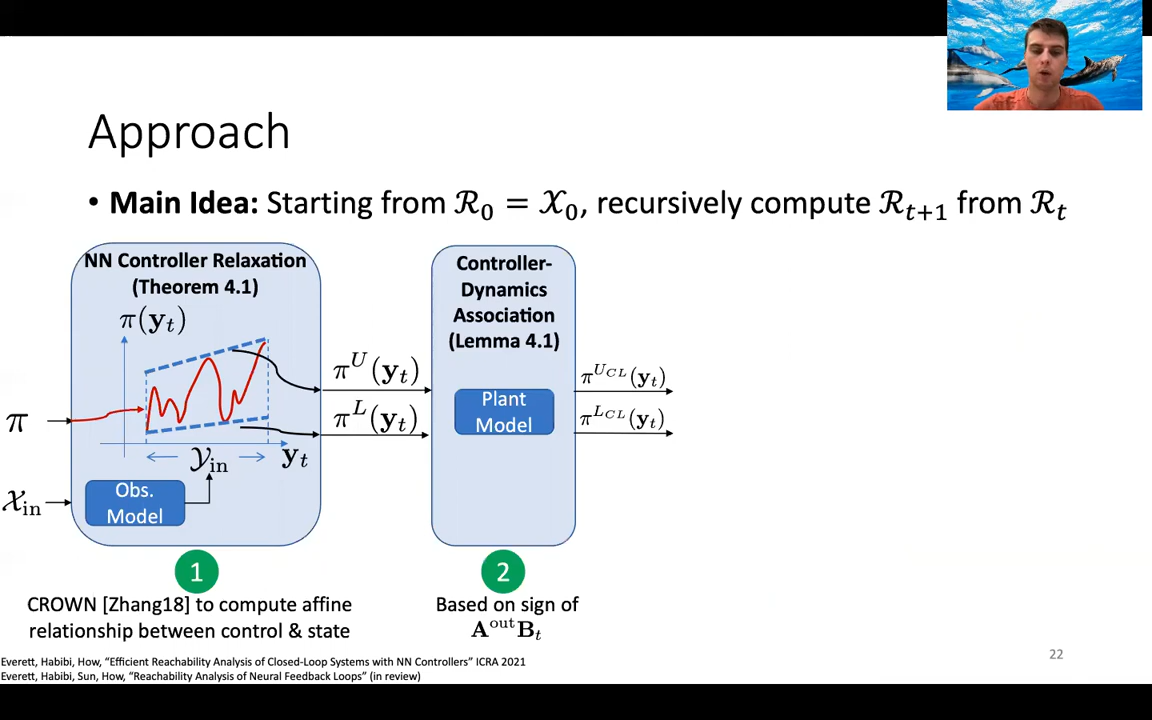 Approach
• Main Idea: Starting from ℛ₀ = 𝒳₀, recursively compute ℛₜ₊₁ from ℛₜ
NN Controller Relaxation
(Theorem 4.1)
π(yₜ)
π
𝒴in
yₜ
𝒳in
Obs.
Model
π^U(yₜ)
π^L(yₜ)
Controller-
Dynamics
Association
(Lemma 4.1)
Plant
Model
π^{U_CL}(yₜ)
π^{L_CL}(yₜ)
1
CROWN [Zhang18] to compute affine
relationship between control & state
2
Based on sign of
A^out Bₜ
Everett, Habibi, How, “Efficient Reachability Analysis of Closed-Loop Systems with NN Controllers” ICRA 2021
Everett, Habibi, Sun, How, “Reachability Analysis of Neural Feedback Loops” (in review)
22